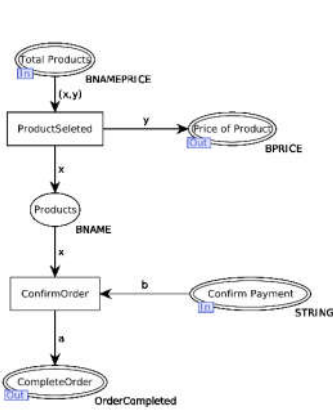 Total Products
In
BNAMEPRICE
(x,y)
ProductSeleted
y
Price of Product
Out
BPRICE
x
Products
BNAME
x
ConfirmOrder
b
Confirm Payment
In
STRING
a
CompleteOrder
Out
OrderCompleted